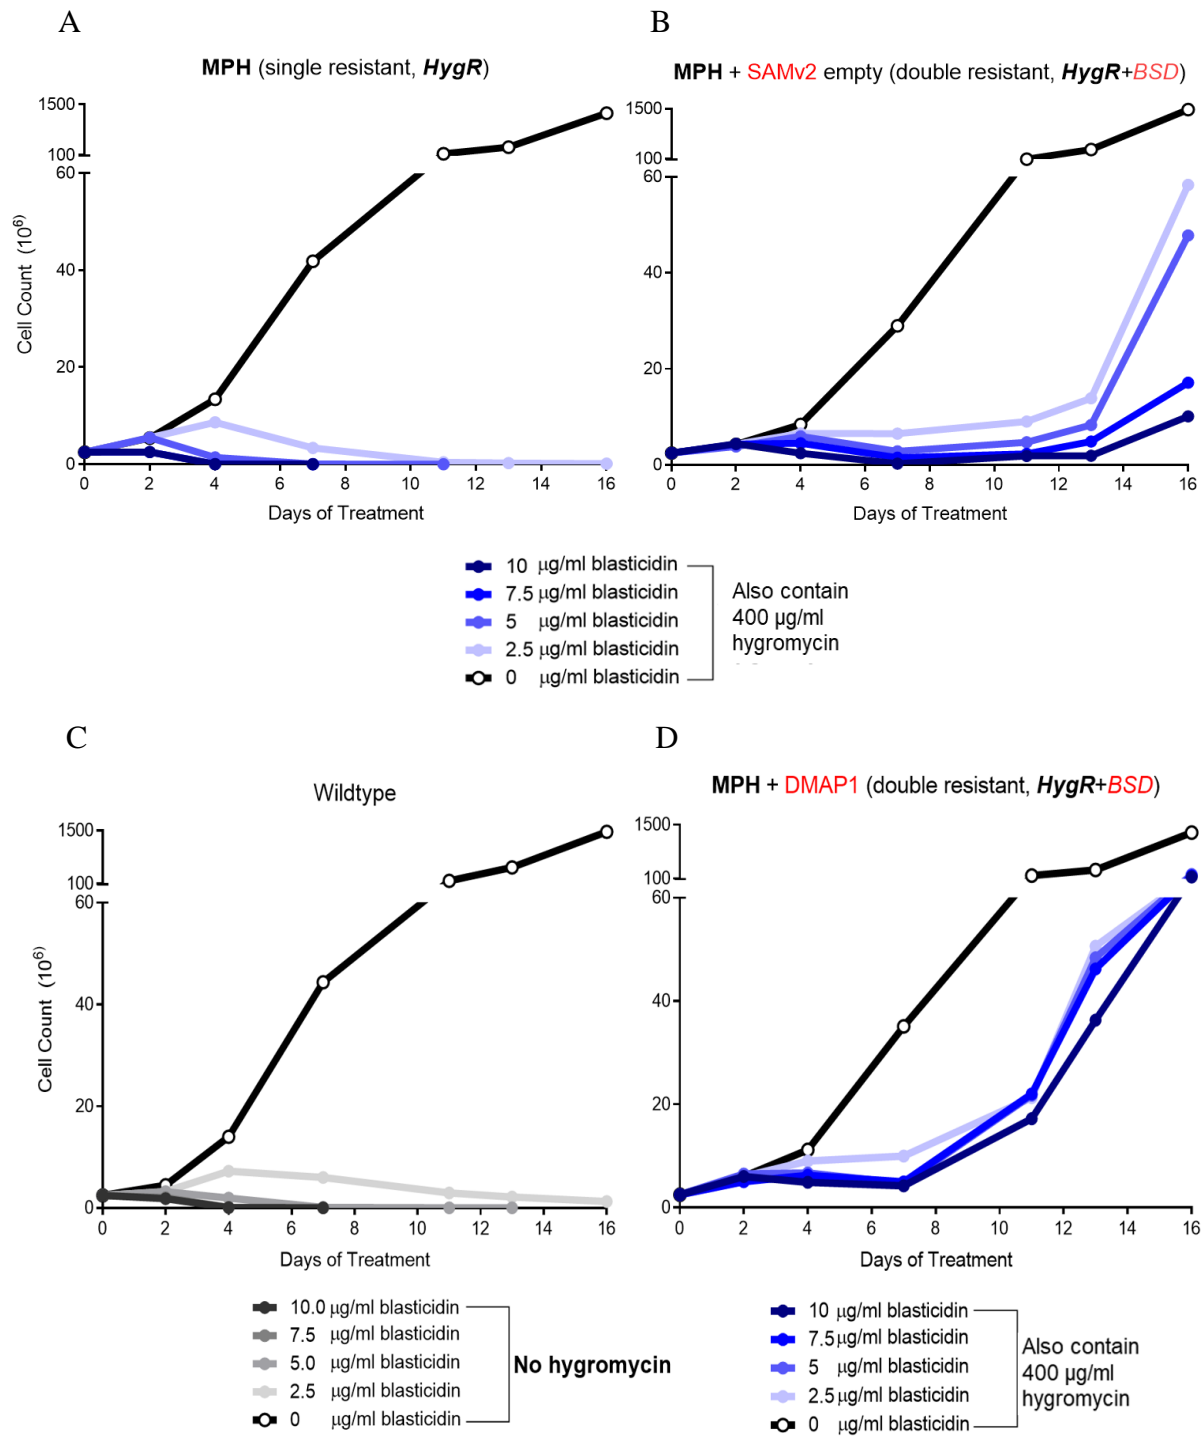 A
MPH (single resistant, HygR)
1500
100
60
40
20
0
Cell Count (10⁶)
0 2 4 6 8 10 12 14 16
Days of Treatment
B
MPH + SAMv2 empty (double resistant, HygR+BSD)
1500
100
60
40
20
0
0 2 4 6 8 10 12 14 16
Days of Treatment
10 μg/ml blasticidin
7.5 μg/ml blasticidin
5 μg/ml blasticidin
2.5 μg/ml blasticidin
0 μg/ml blasticidin
Also contain
400 μg/ml
hygromycin
C
Wildtype
1500
100
60
40
20
0
Cell Count (10⁶)
0 2 4 6 8 10 12 14 16
Days of Treatment
10.0 μg/ml blasticidin
7.5 μg/ml blasticidin
5.0 μg/ml blasticidin
2.5 μg/ml blasticidin
0 μg/ml blasticidin
No hygromycin
D
MPH + DMAP1 (double resistant, HygR+BSD)
1500
100
60
40
20
0
0 2 4 6 8 10 12 14 16
Days of Treatment
10 μg/ml blasticidin
7.5 μg/ml blasticidin
5 μg/ml blasticidin
2.5 μg/ml blasticidin
0 μg/ml blasticidin
Also contain
400 μg/ml
hygromycin